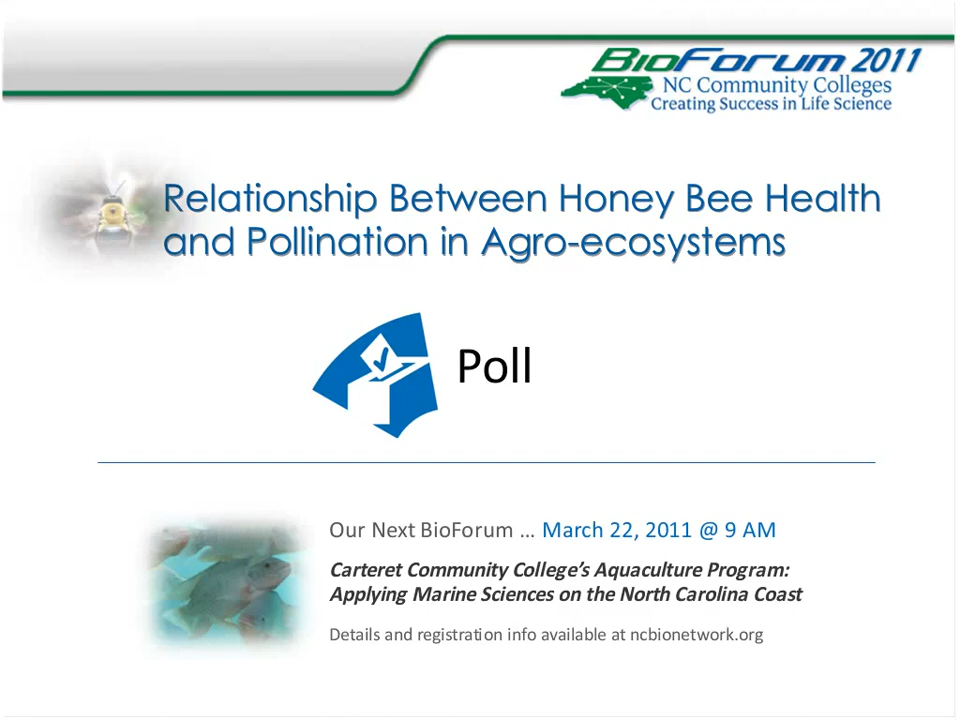 BioForum 2011
NC Community Colleges
Creating Success in Life Science
Relationship Between Honey Bee Health
and Pollination in Agro-ecosystems
Poll
Our Next BioForum ... March 22, 2011 @ 9 AM
Carteret Community College's Aquaculture Program:
Applying Marine Sciences on the North Carolina Coast
Details and registration info available at ncbionetwork.org